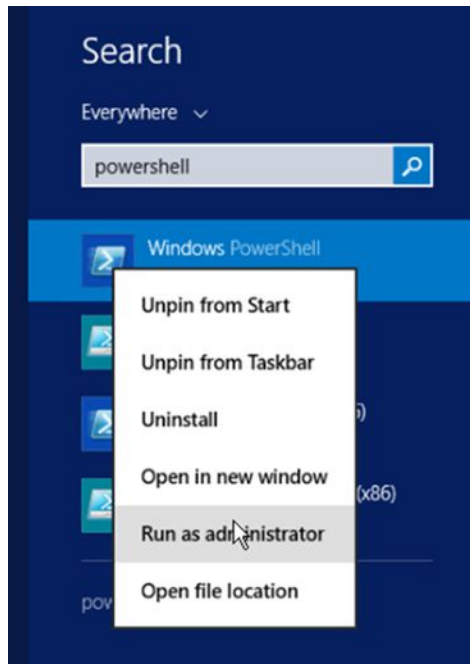 Search
Everywhere
powershell
Windows PowerShell
Unpin from Start
Unpin from Taskbar
Uninstall
Open in new window
(x86)
Run as administrator
Open file location